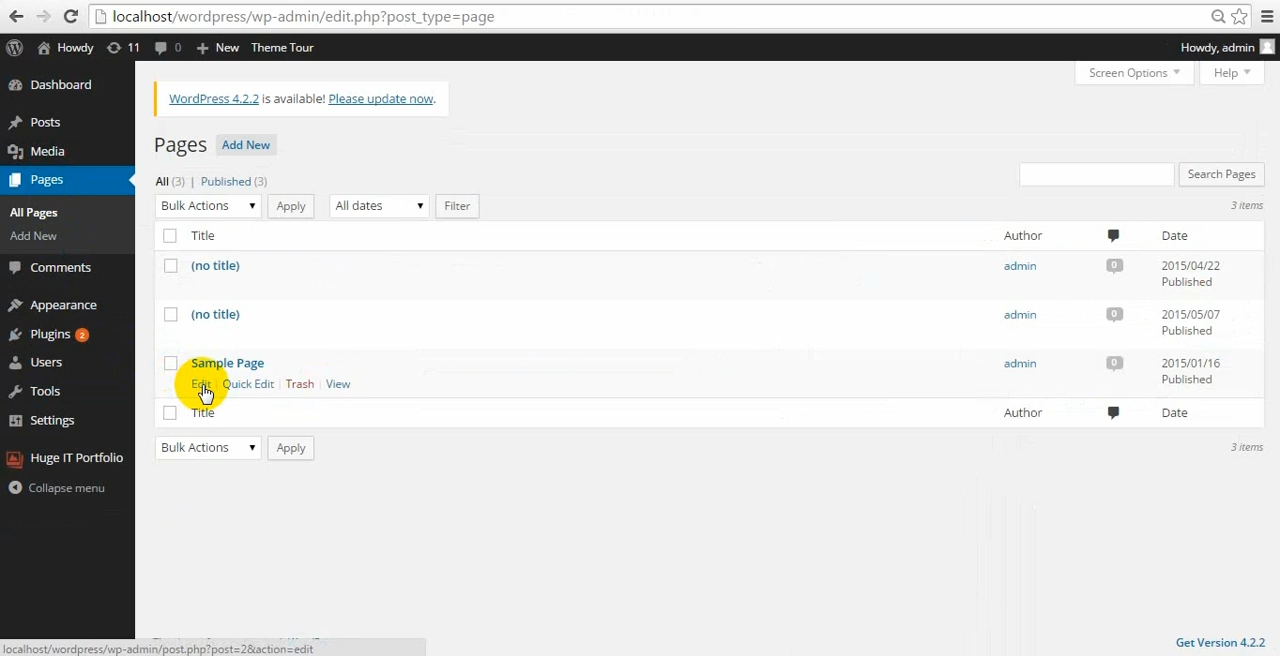 localhost/wordpress/wp-admin/edit.php?post_type=page
Howdy 11 0 New Theme Tour Howdy, admin
Dashboard
Posts
Media
Pages
All Pages
Add New
Comments
Appearance
Plugins 2
Users
Tools
Settings
Huge IT Portfolio
Collapse menu
Screen Options Help
WordPress 4.2.2 is available! Please update now.
Pages Add New
All (3) | Published (3)
Search Pages
Bulk Actions Apply All dates Filter 3 items
Title Author Date
(no title) admin 0 2015/04/22
Published
(no title) admin 0 2015/05/07
Published
Sample Page admin 0 2015/01/16
Published
Edit | Quick Edit | Trash | View
Title Author Date
Bulk Actions Apply 3 items
Get Version 4.2.2
localhost/wordpress/wp-admin/post.php?post=2&action=edit